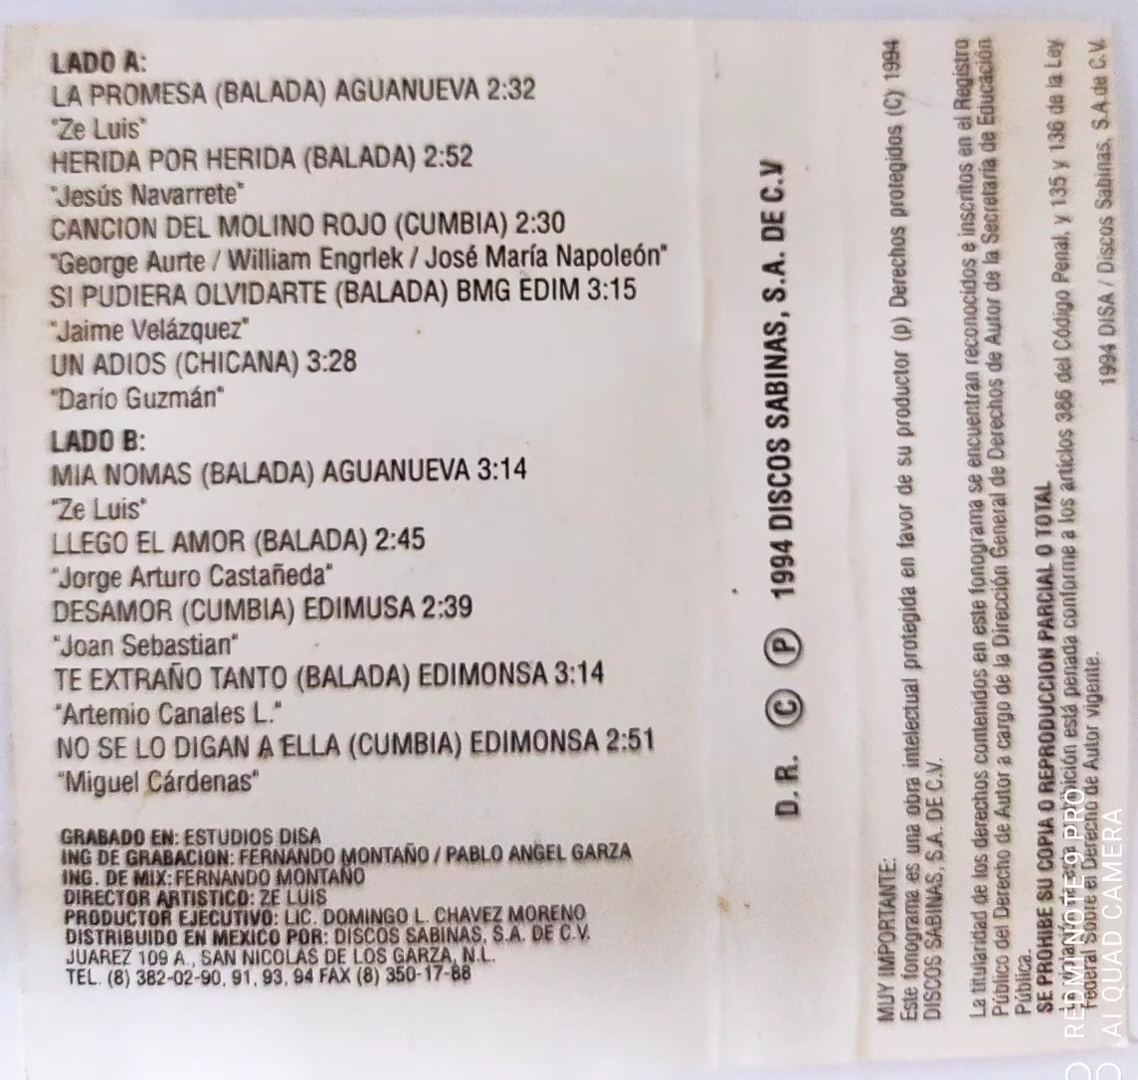 LADO A:
LA PROMESA (BALADA) AGUANUEVA 2:32
"Ze Luis"
HERIDA POR HERIDA (BALADA) 2:52
"Jesús Navarrete"
CANCION DEL MOLINO ROJO (CUMBIA) 2:30
"George Aurte / William Engrlek / José María Napoleón"
SI PUDIERA OLVIDARTE (BALADA) BMG EDIM 3:15
"Jaime Velázquez"
UN ADIOS (CHICANA) 3:28
"Darío Guzmán"
LADO B:
MIA NOMAS (BALADA) AGUANUEVA 3:14
"Ze Luis"
LLEGO EL AMOR (BALADA) 2:45
"Jorge Arturo Castañeda"
DESAMOR (CUMBIA) EDIMUSA 2:39
"Joan Sebastian"
TE EXTRAÑO TANTO (BALADA) EDIMONSA 3:14
"Artemio Canales L."
NO SE LO DIGAN A ELLA (CUMBIA) EDIMONSA 2:51
"Miguel Cárdenas"
GRABADO EN: ESTUDIOS DISA
ING DE GRABACION: FERNANDO MONTAÑO / PABLO ANGEL GARZA
ING. DE MIX: FERNANDO MONTAÑO
DIRECTOR ARTISTICO: ZE LUIS
PRODUCTOR EJECUTIVO: LIC. DOMINGO L. CHAVEZ MORENO
DISTRIBUIDO EN MEXICO POR: DISCOS SABINAS, S.A. DE C.V.
JUAREZ 109 A., SAN NICOLAS DE LOS GARZA, N.L.
TEL. (8) 382-02-90, 91, 93, 94 FAX (8) 350-17-88
D. R. © Ⓟ 1994 DISCOS SABINAS, S.A. DE C.V
MUY IMPORTANTE:
Este fonograma es una obra intelectual protegida en favor de su productor (p) Derechos protegidos (C) 1994
DISCOS SABINAS, S.A. DE C.V.
La titularidad de los derechos contenidos en este fonograma se encuentran reconocidos e inscritos en el Registro
Público del Derecho de Autor a cargo de la Dirección General de Derechos de Autor de la Secretaría de Educación
Pública.
SE PROHIBE SU COPIA O REPRODUCCION PARCIAL O TOTAL
La violación de esta prohibición está penada conforme a los artíclos 386 del Código Penal, y 135 y 136 de la Ley
Federal Sobre el Derecho de Autor vigente.
1994 DISA / Discos Sabinas, S.A de C.V.
REDMI NOTE 9 PRO
AI QUAD CAMERA